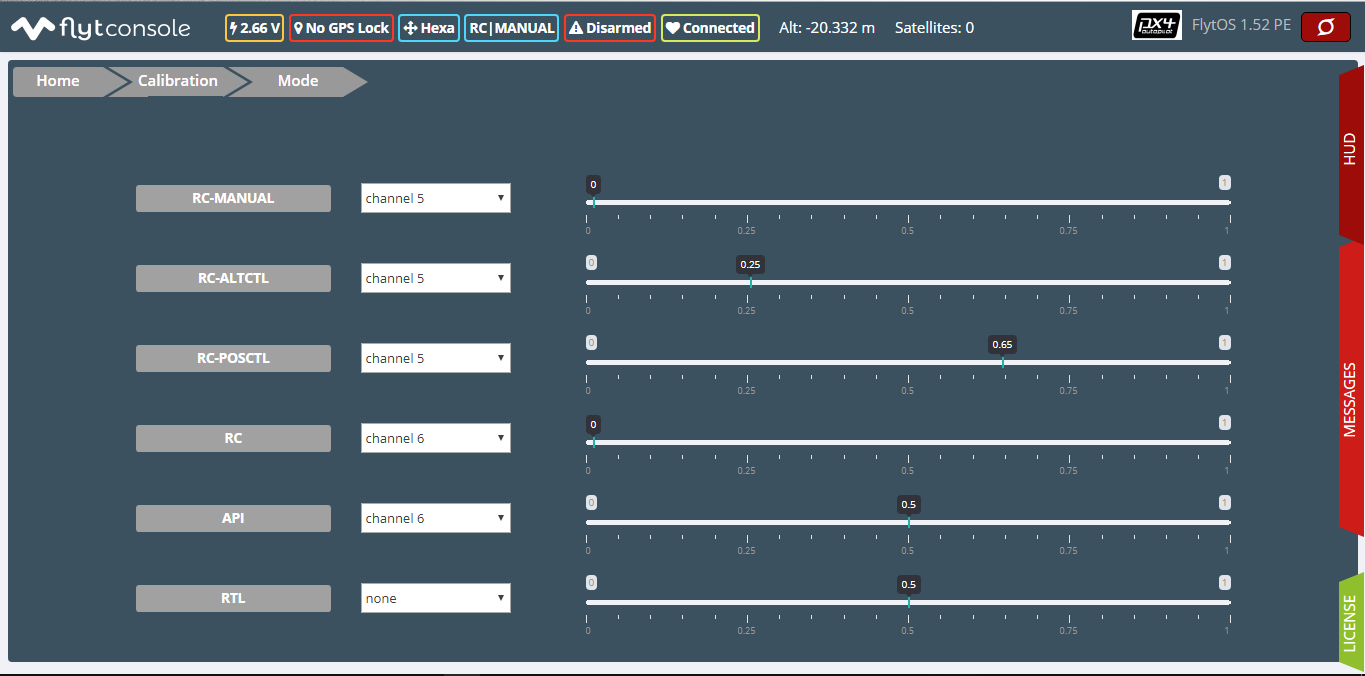 flytconsole 2.66 V No GPS Lock Hexa RC|MANUAL Disarmed Connected Alt: -20.332 m Satellites: 0 PX4 autopilot FlytOS 1.52 PE
Home Calibration Mode
HUD
RC-MANUAL channel 5 0 1
0 0.25 0.5 0.75 1
RC-ALTCTL channel 5 0 0.25 1
0 0.25 0.5 0.75 1
RC-POSCTL channel 5 0 0.65 1
0 0.25 0.5 0.75 1
MESSAGES
RC channel 6 0 1
0 0.25 0.5 0.75 1
API channel 6 0 0.5 1
0 0.25 0.5 0.75 1
RTL none 0 0.5 1
0 0.25 0.5 0.75 1
LICENSE